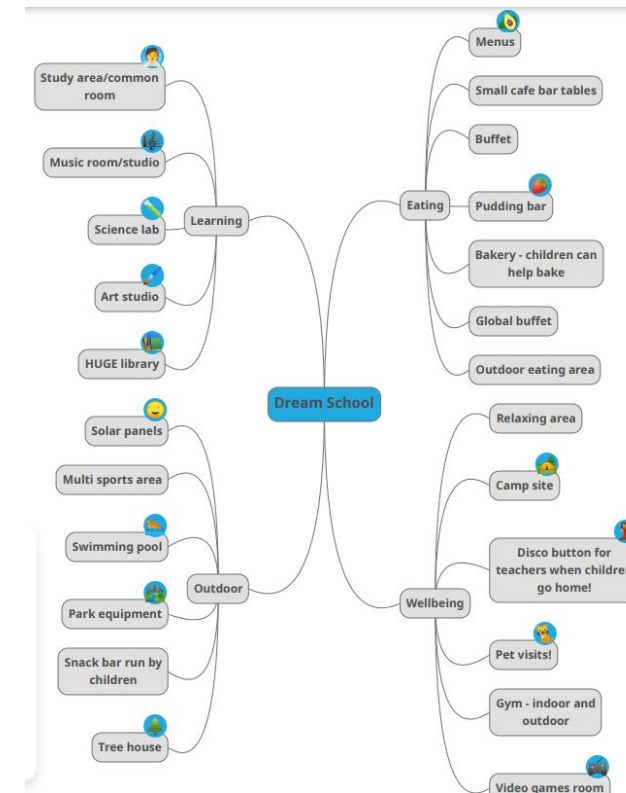 Dream School
Learning
Study area/common
room
Music room/studio
Science lab
Art studio
HUGE library
Outdoor
Solar panels
Multi sports area
Swimming pool
Park equipment
Snack bar run by
children
Tree house
Eating
Menus
Small cafe bar tables
Buffet
Pudding bar
Bakery - children can
help bake
Global buffet
Outdoor eating area
Wellbeing
Relaxing area
Camp site
Disco button for
teachers when children
go home!
Pet visits!
Gym - indoor and
outdoor
Video games room